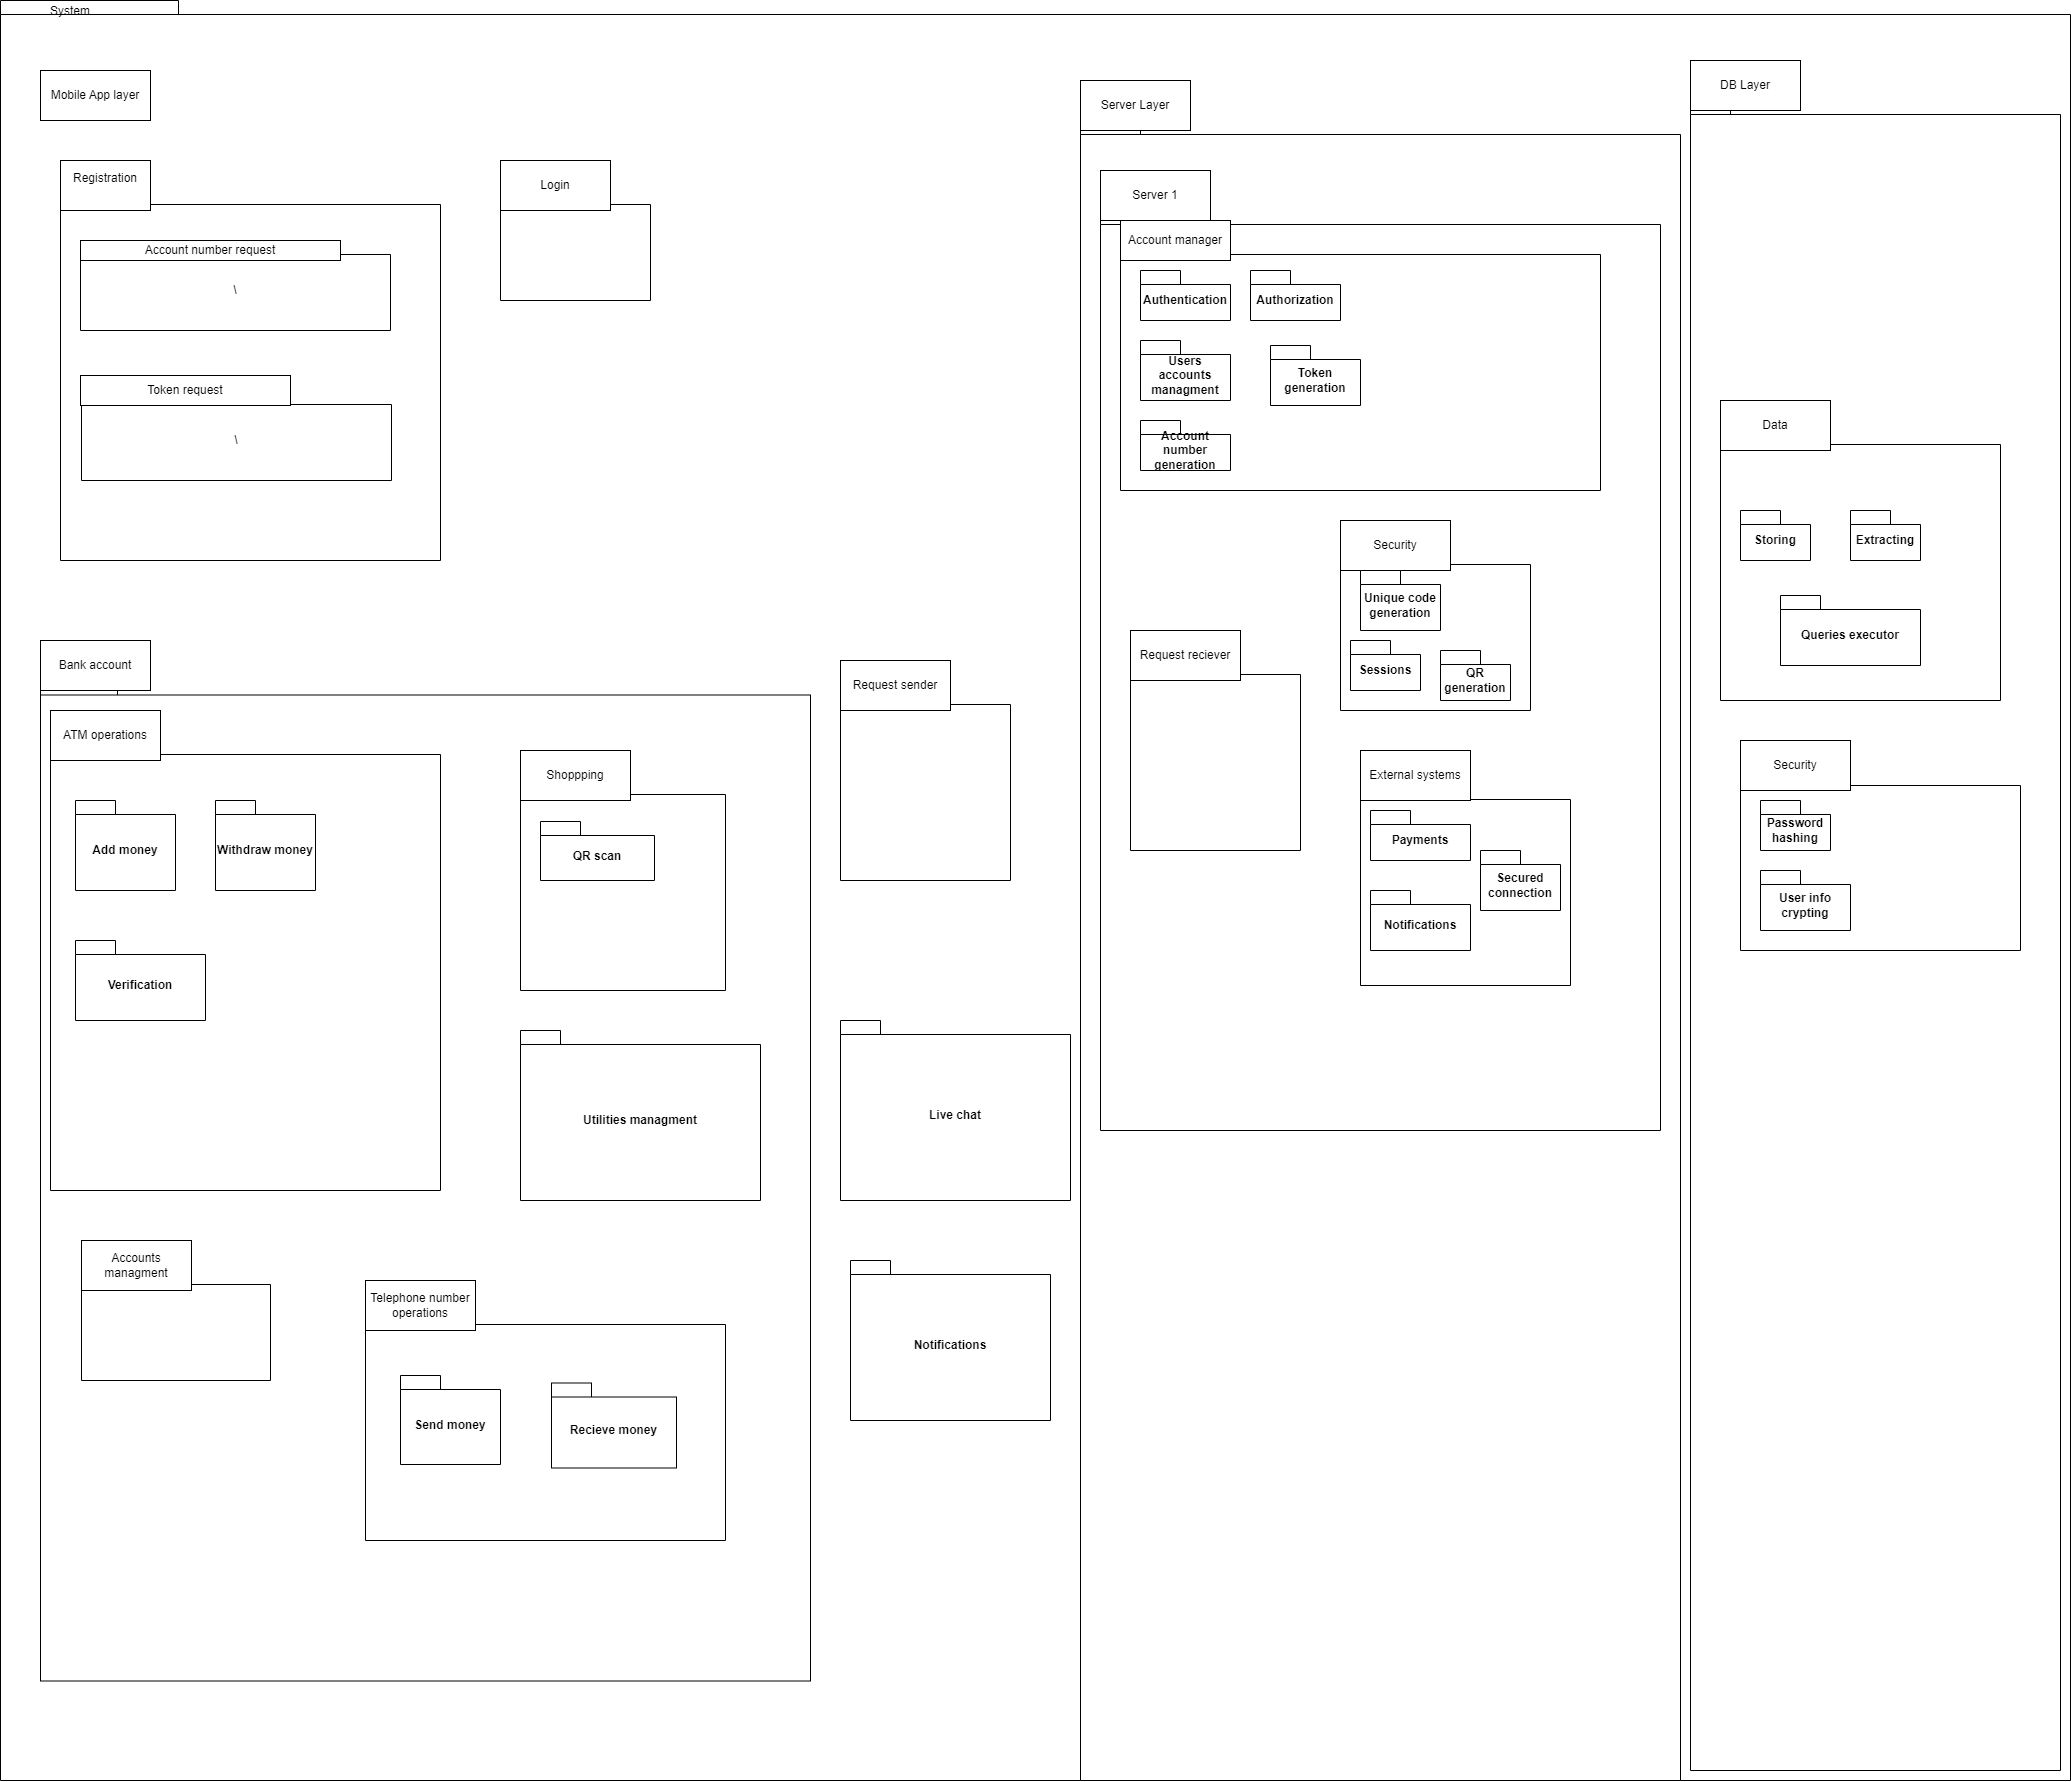 System
Mobile App layer
Registration
Account number request
\
Token request
\
Login
Bank account
ATM operations
Add money
Withdraw money
Verification
Shoppping
QR scan
Utilities managment
Accounts
managment
Telephone number
operations
Send money
Recieve money
Request sender
Live chat
Notifications
Server Layer
Server 1
Account manager
Authentication
Authorization
Users
accounts
managment
Token
generation
Account
number
generation
Security
Unique code
generation
Sessions
QR
generation
Request reciever
External systems
Payments
Secured
connection
Notifications
DB Layer
Data
Storing
Extracting
Queries executor
Security
Password
hashing
User info
crypting